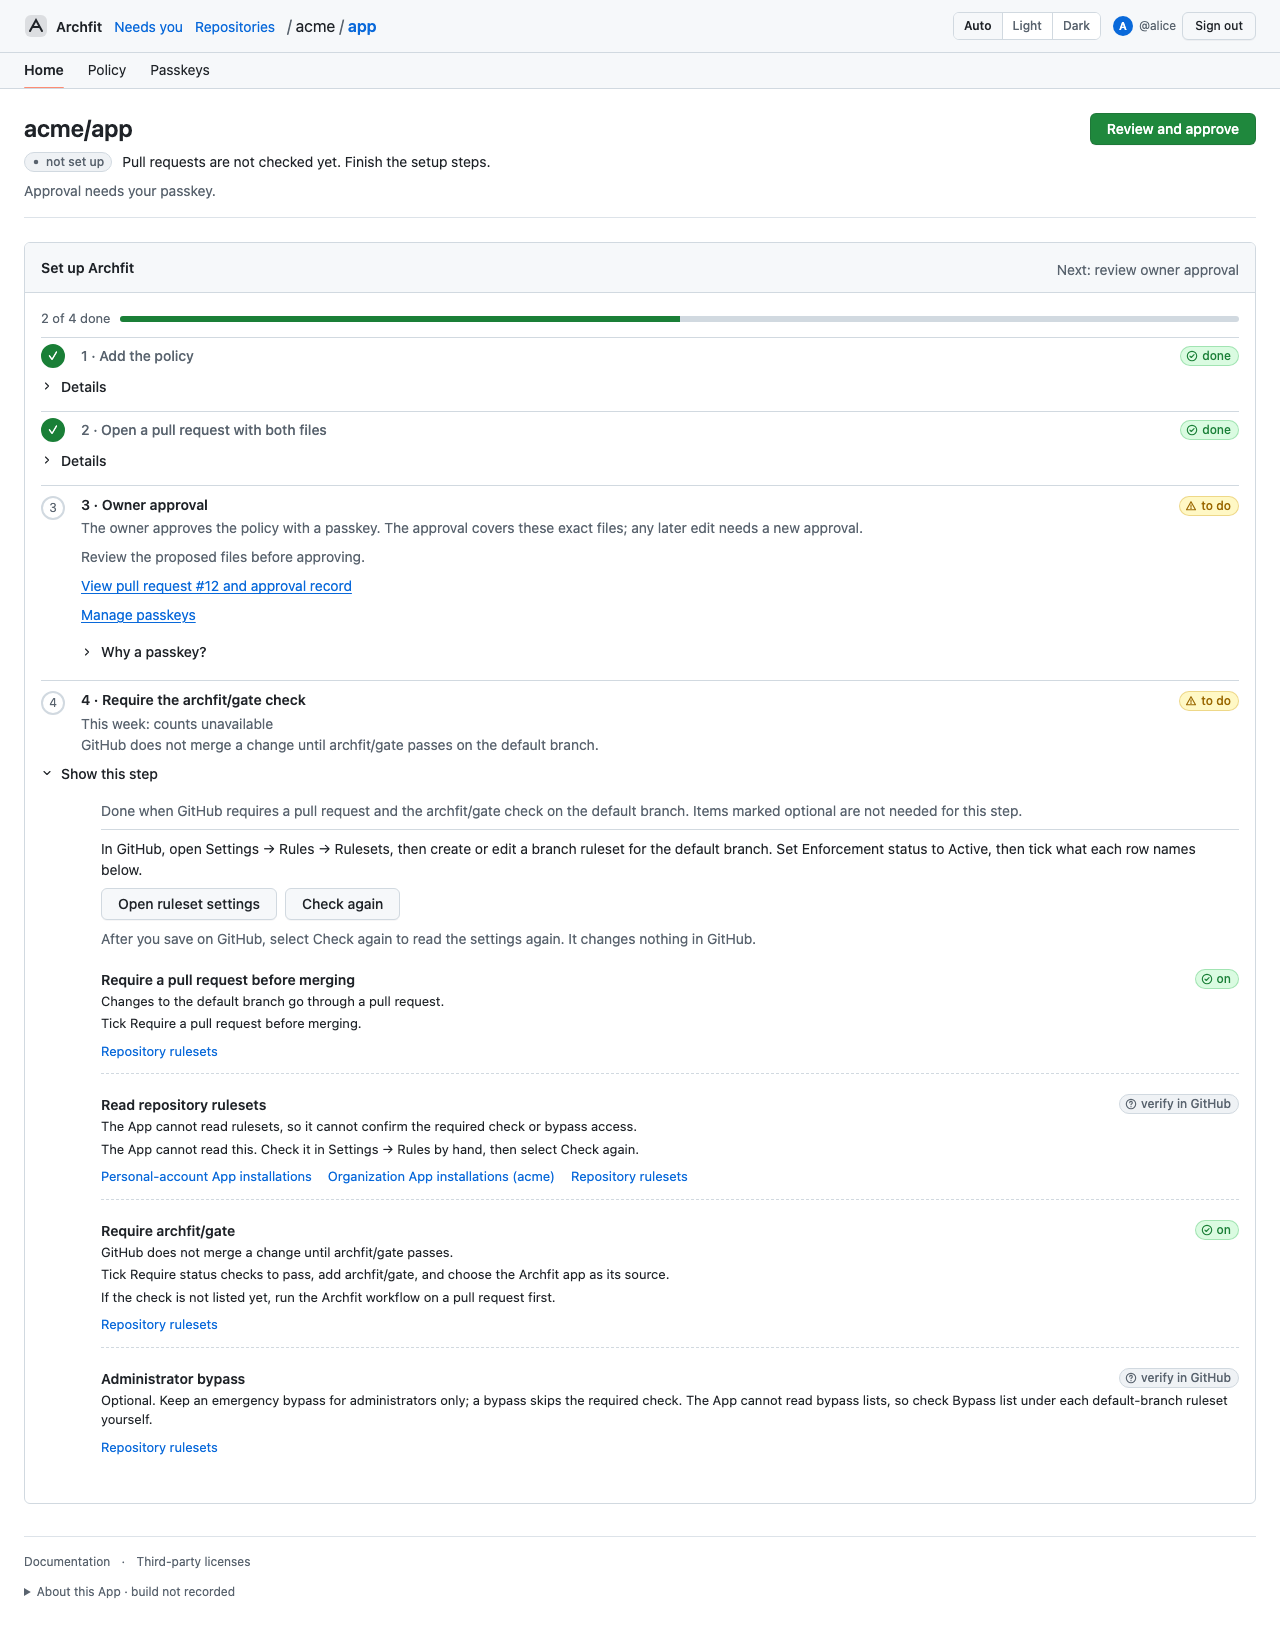 Archfit Needs you Repositories / acme / app
Auto Light Dark A @alice Sign out
Home Policy Passkeys
acme/app
Review and approve
not set up Pull requests are not checked yet. Finish the setup steps.
Approval needs your passkey.
Set up Archfit
Next: review owner approval
2 of 4 done
1 · Add the policy
done
Details
2 · Open a pull request with both files
done
Details
3
3 · Owner approval
to do
The owner approves the policy with a passkey. The approval covers these exact files; any later edit needs a new approval.
Review the proposed files before approving.
View pull request #12 and approval record
Manage passkeys
Why a passkey?
4
4 · Require the archfit/gate check
to do
This week: counts unavailable
GitHub does not merge a change until archfit/gate passes on the default branch.
Show this step
Done when GitHub requires a pull request and the archfit/gate check on the default branch. Items marked optional are not needed for this step.
In GitHub, open Settings → Rules → Rulesets, then create or edit a branch ruleset for the default branch. Set Enforcement status to Active, then tick what each row names
below.
Open ruleset settings Check again
After you save on GitHub, select Check again to read the settings again. It changes nothing in GitHub.
Require a pull request before merging
on
Changes to the default branch go through a pull request.
Tick Require a pull request before merging.
Repository rulesets
Read repository rulesets
verify in GitHub
The App cannot read rulesets, so it cannot confirm the required check or bypass access.
The App cannot read this. Check it in Settings → Rules by hand, then select Check again.
Personal-account App installations Organization App installations (acme) Repository rulesets
Require archfit/gate
on
GitHub does not merge a change until archfit/gate passes.
Tick Require status checks to pass, add archfit/gate, and choose the Archfit app as its source.
If the check is not listed yet, run the Archfit workflow on a pull request first.
Repository rulesets
Administrator bypass
verify in GitHub
Optional. Keep an emergency bypass for administrators only; a bypass skips the required check. The App cannot read bypass lists, so check Bypass list under each default-branch ruleset
yourself.
Repository rulesets
Documentation · Third-party licenses
About this App · build not recorded